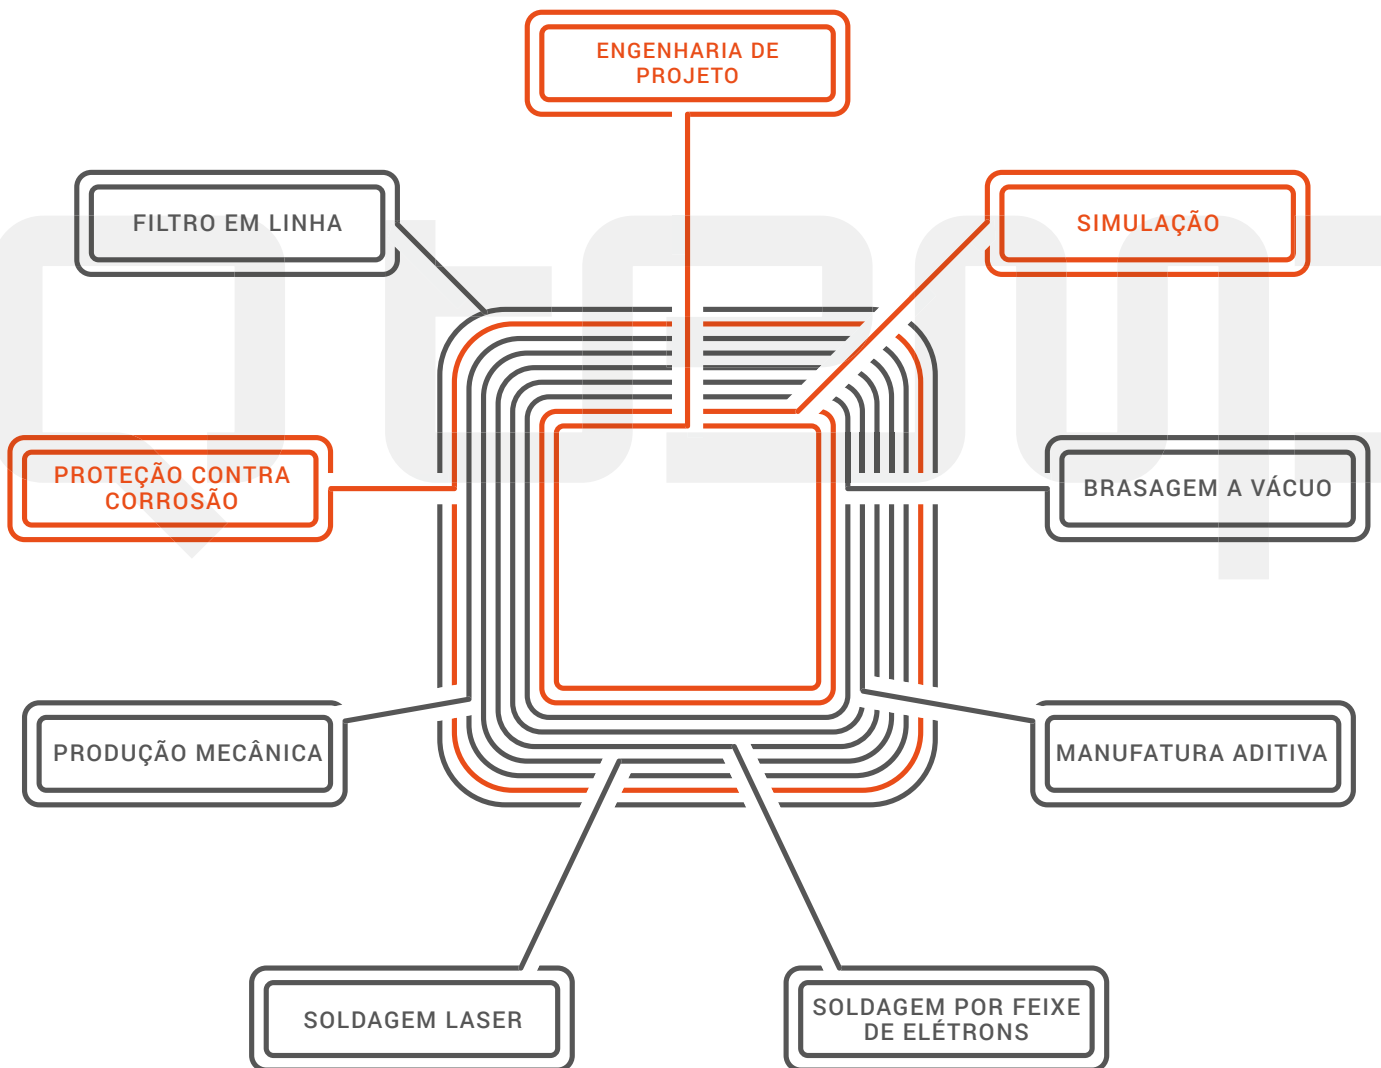 ENGENHARIA DE
PROJETO
FILTRO EM LINHA
SIMULAÇÃO
PROTEÇÃO CONTRA
CORROSÃO
BRASAGEM A VÁCUO
PRODUÇÃO MECÂNICA
MANUFATURA ADITIVA
SOLDAGEM LASER
SOLDAGEM POR FEIXE
DE ELÉTRONS